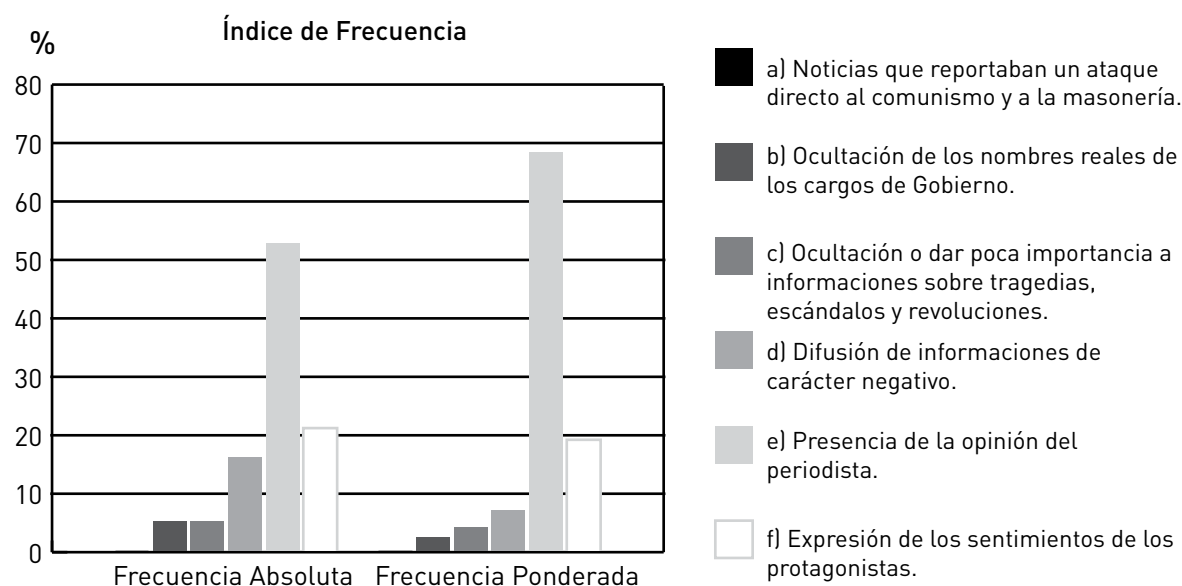 Índice de Frecuencia
%
80
70
60
50
40
30
20
10
0
Frecuencia Absoluta
Frecuencia Ponderada
a) Noticias que reportaban un ataque
directo al comunismo y a la masonería.
b) Ocultación de los nombres reales de
los cargos de Gobierno.
c) Ocultación o dar poca importancia a
informaciones sobre tragedias,
escándalos y revoluciones.
d) Difusión de informaciones de
carácter negativo.
e) Presencia de la opinión del
periodista.
f) Expresión de los sentimientos de los
protagonistas.